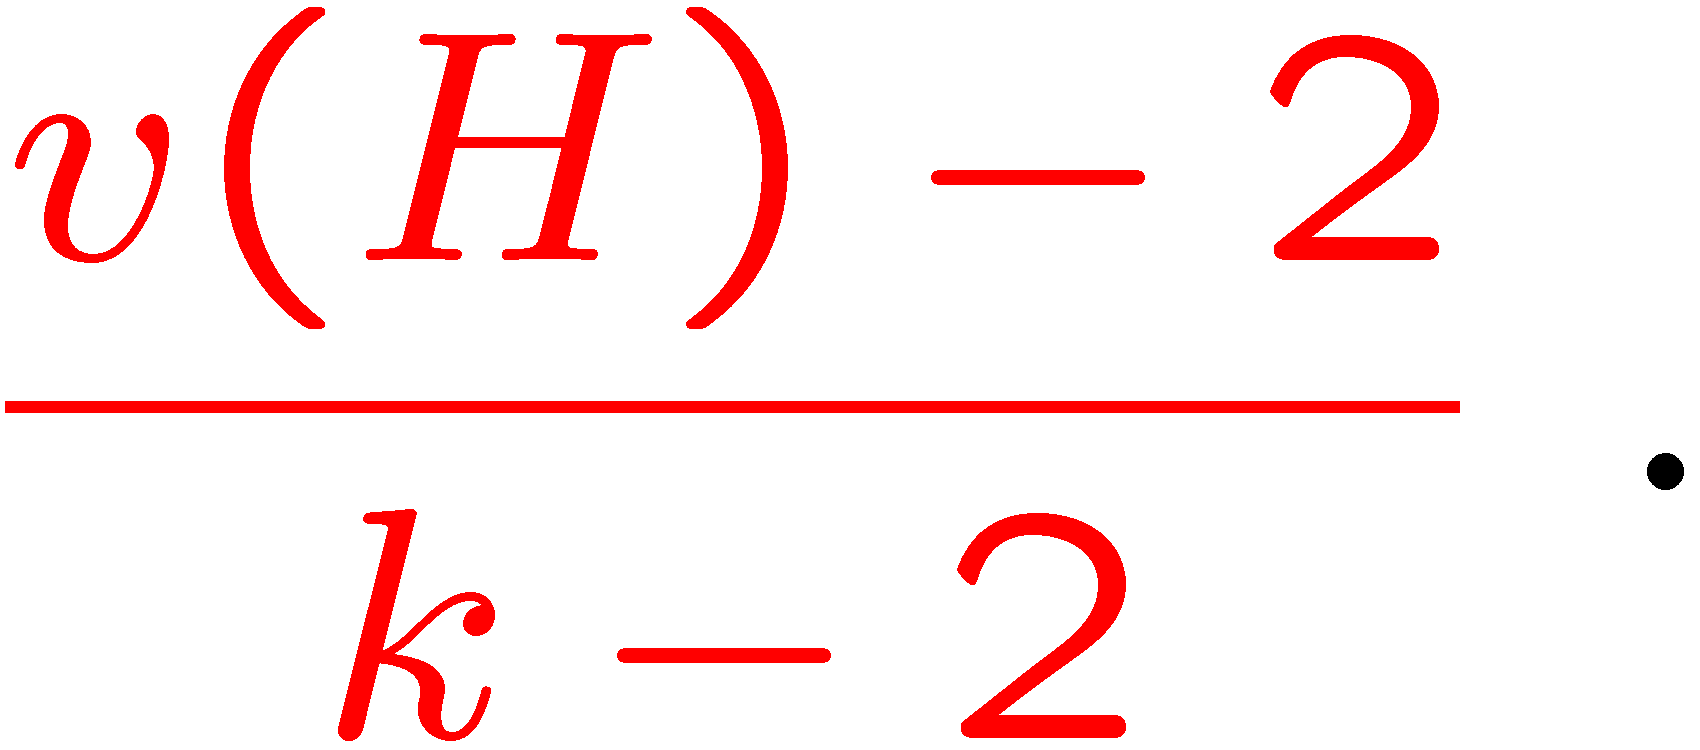 v(H) − 2
k − 2 .